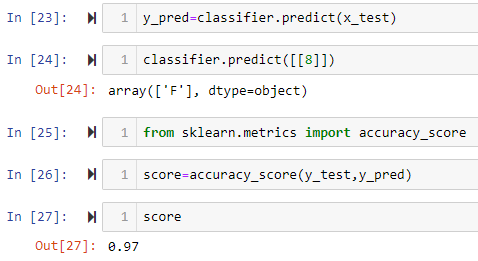 In [23]: 1 y_pred=classifier.predict(x_test)
In [24]: 1 classifier.predict([[8]])
Out[24]: array(['F'], dtype=object)
In [25]: 1 from sklearn.metrics import accuracy_score
In [26]: 1 score=accuracy_score(y_test,y_pred)
In [27]: 1 score
Out[27]: 0.97